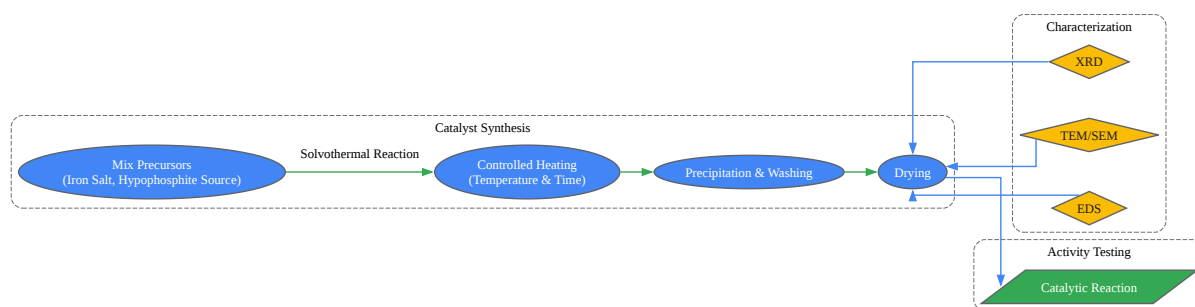 Characterization
XRD
Catalyst Synthesis
TEM/SEM
Solvothermal Reaction
Mix Precursors
(Iron Salt, Hypophosphite Source)
Controlled Heating
(Temperature & Time)
Precipitation & Washing
Drying
EDS
Activity Testing
Catalytic Reaction